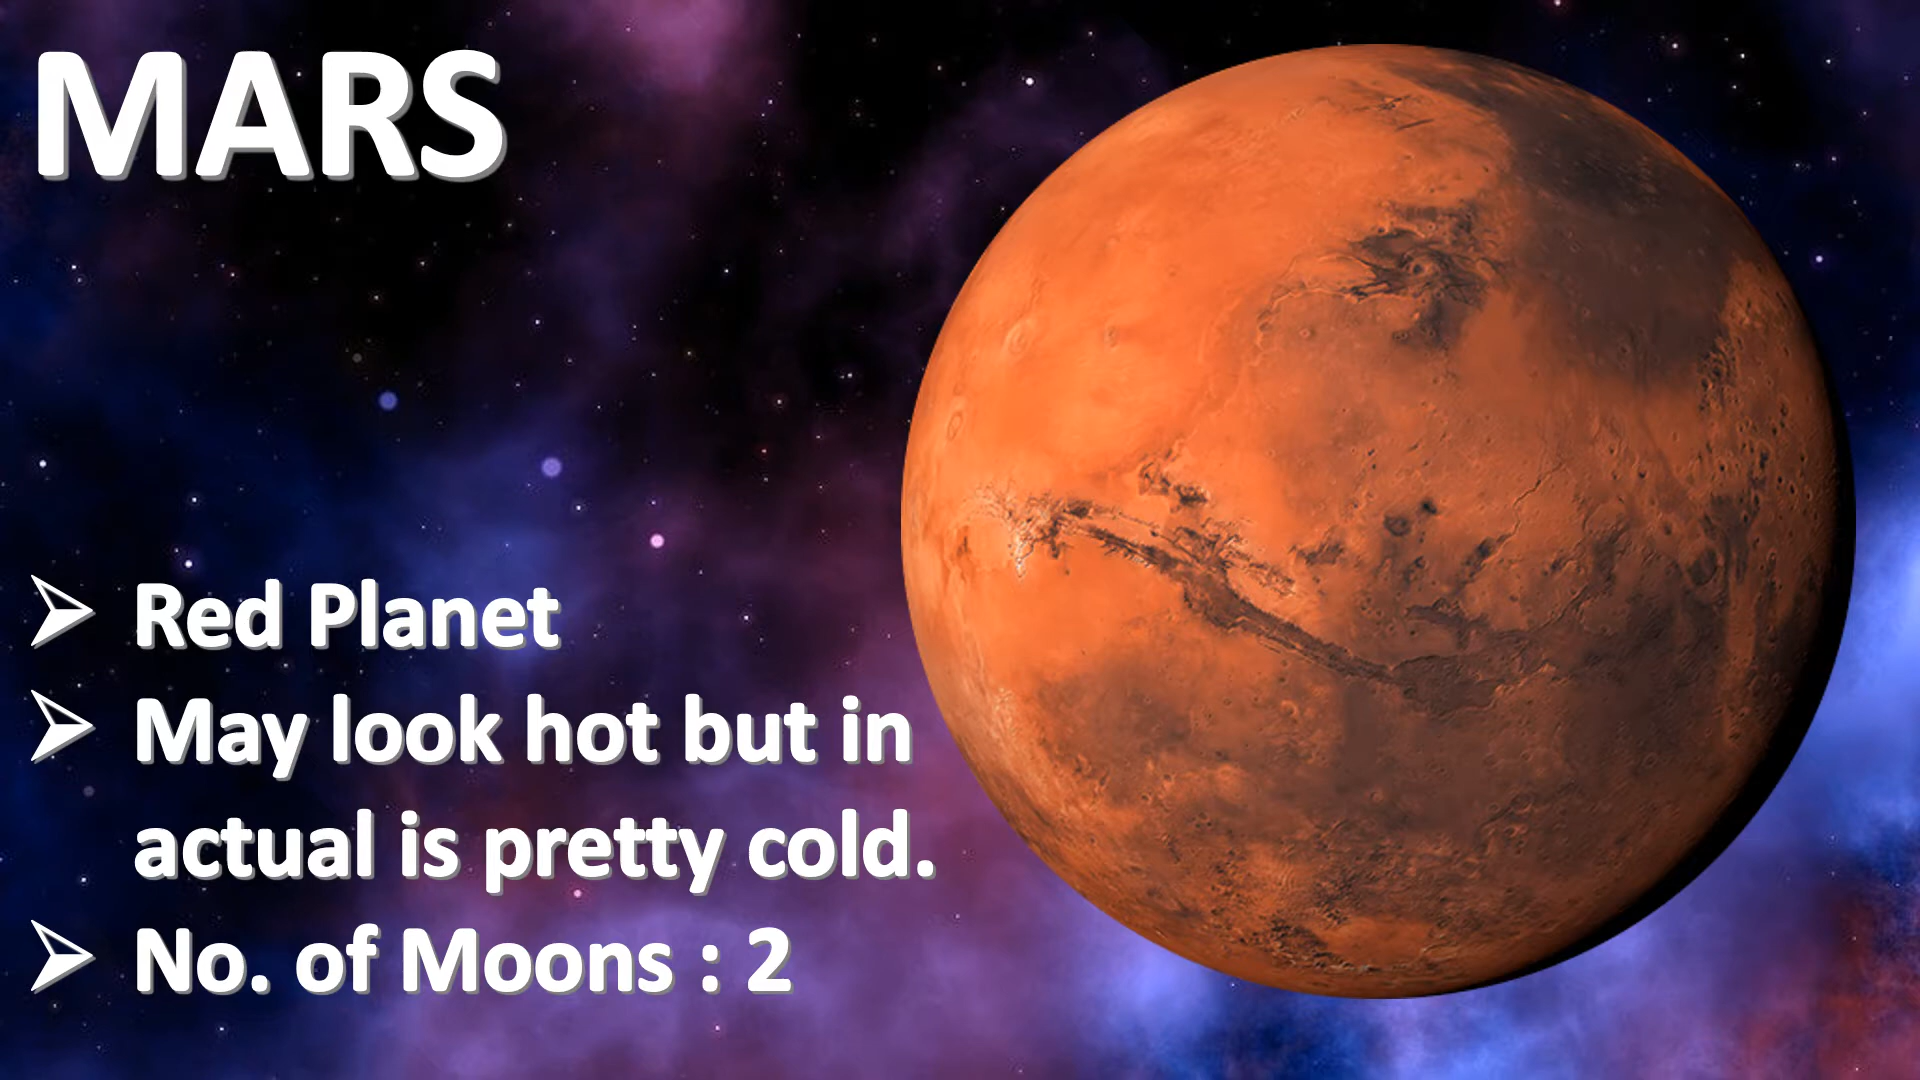 MARS
➢ Red Planet
➢ May look hot but in
actual is pretty cold.
➢ No. of Moons : 2